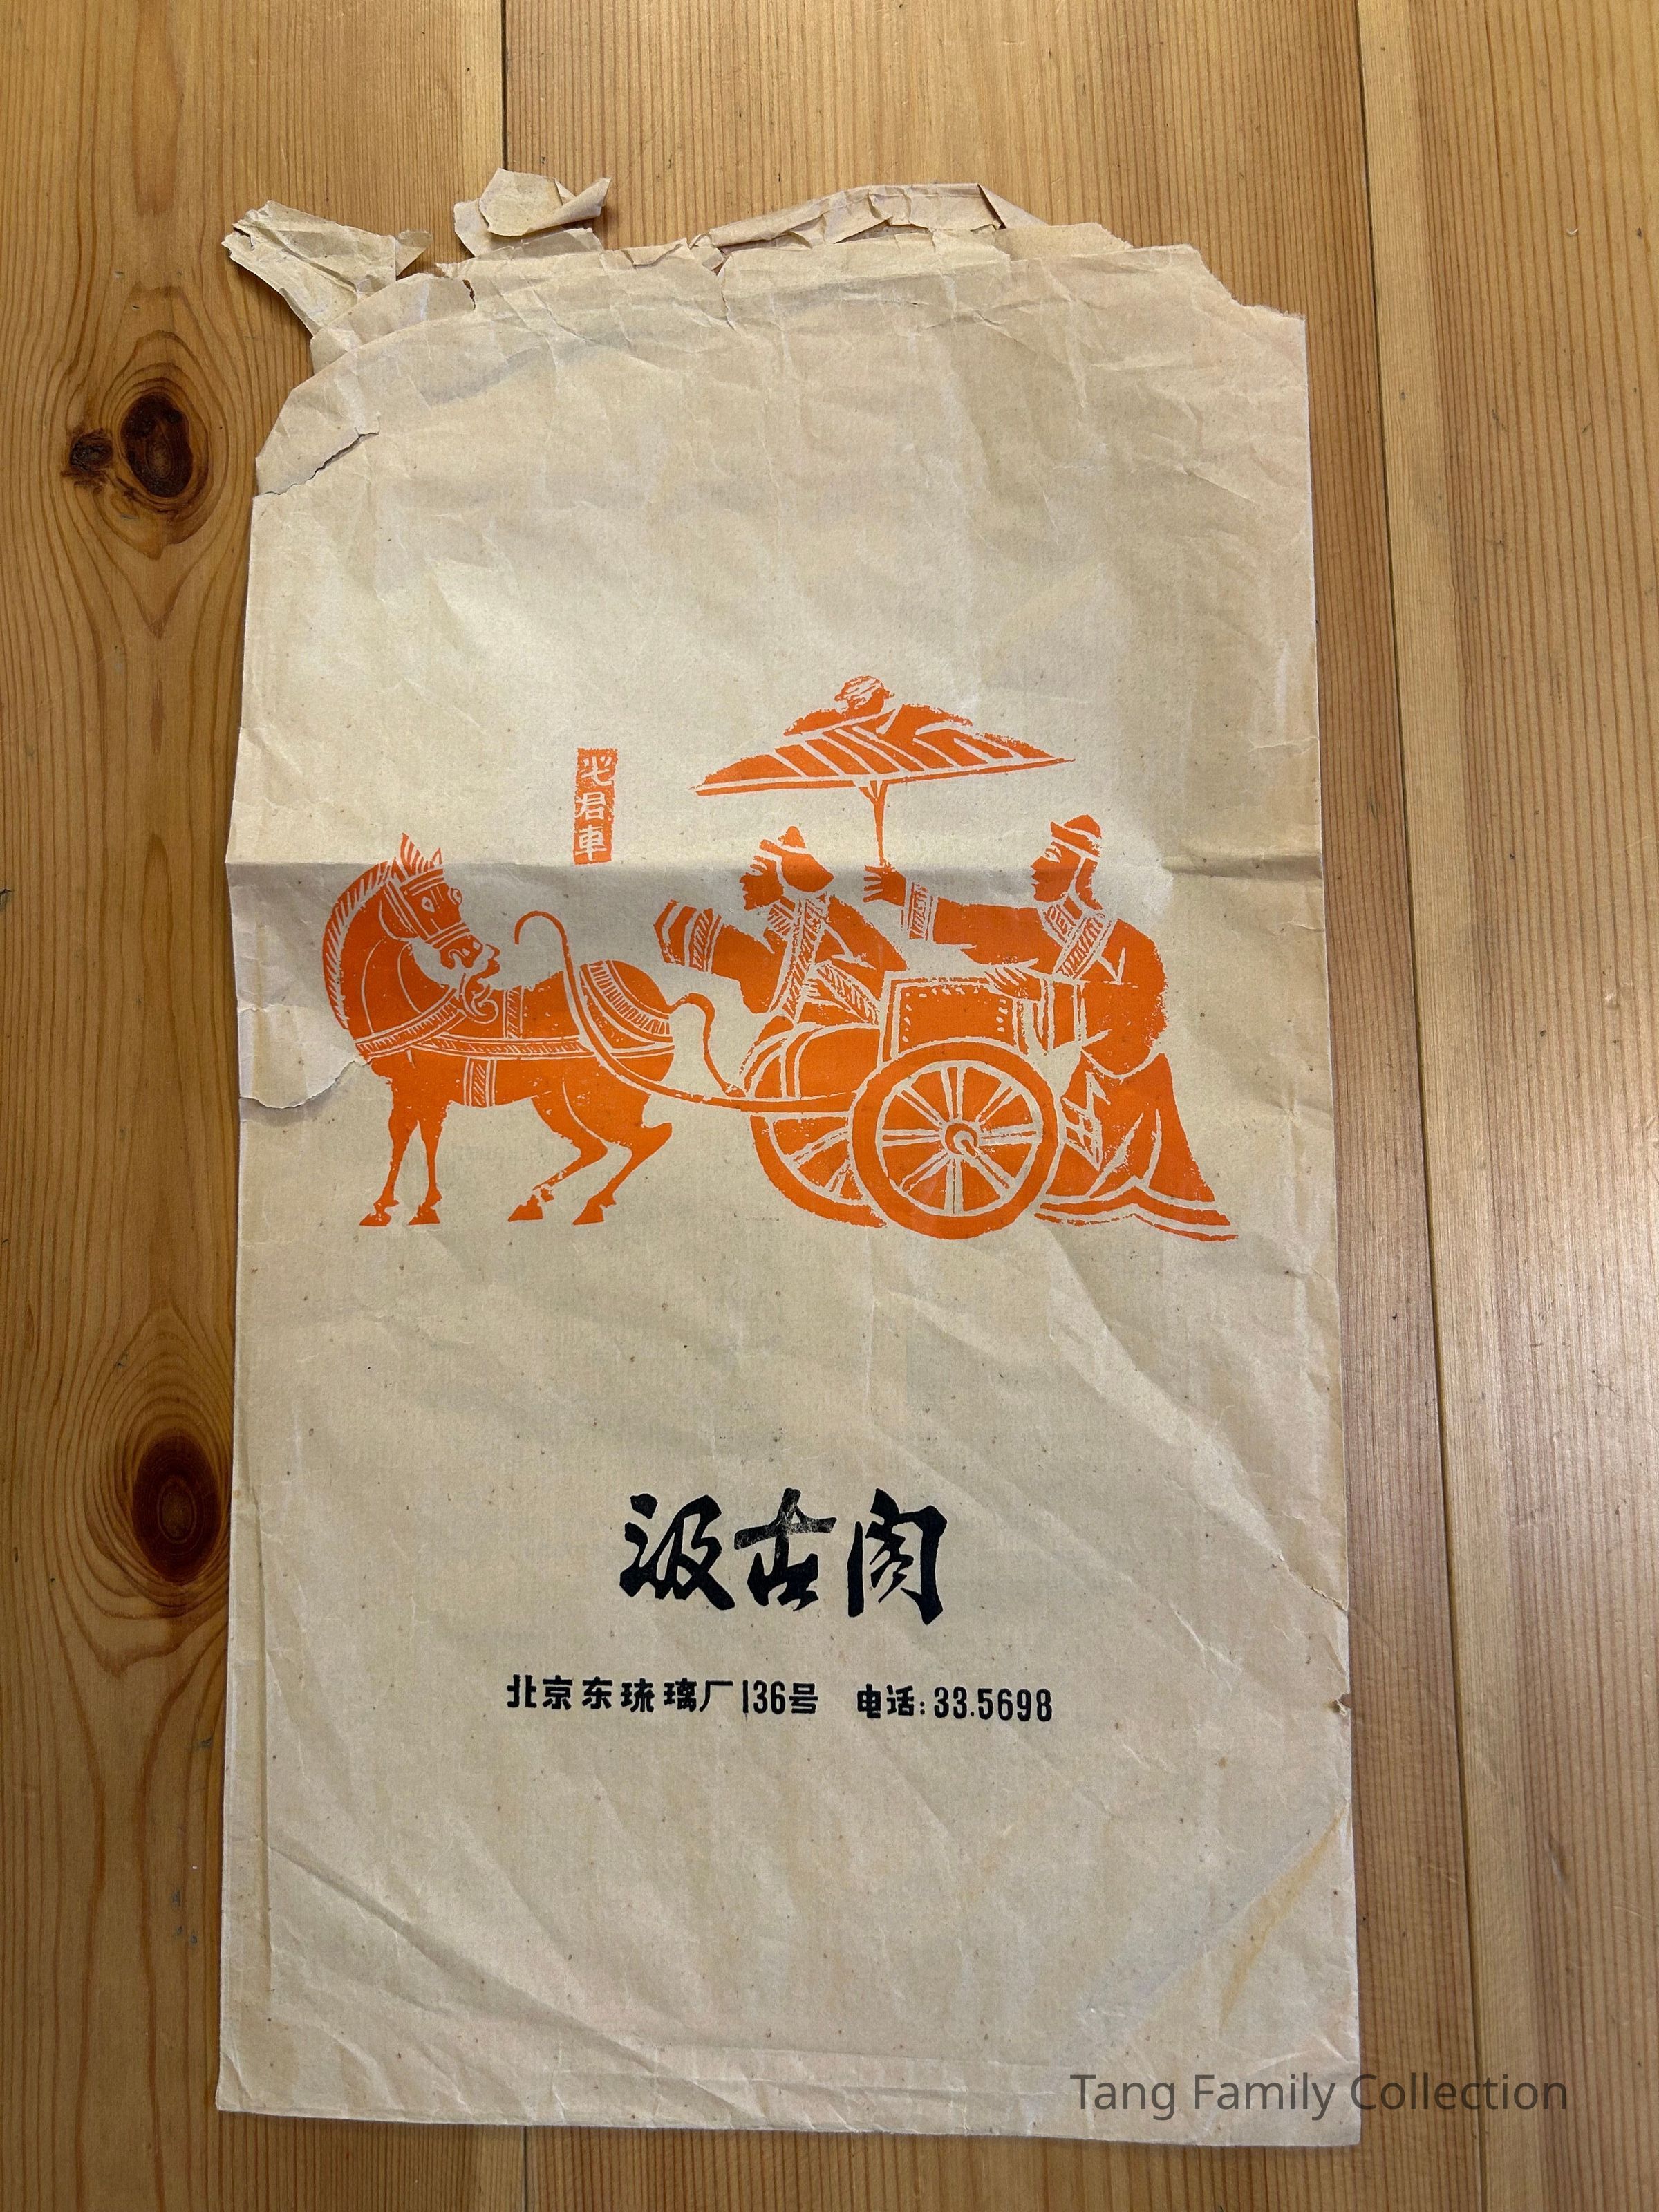 君車
汲古阁
北京东琉璃厂136号 电话:33.5698
Tang Family Collection